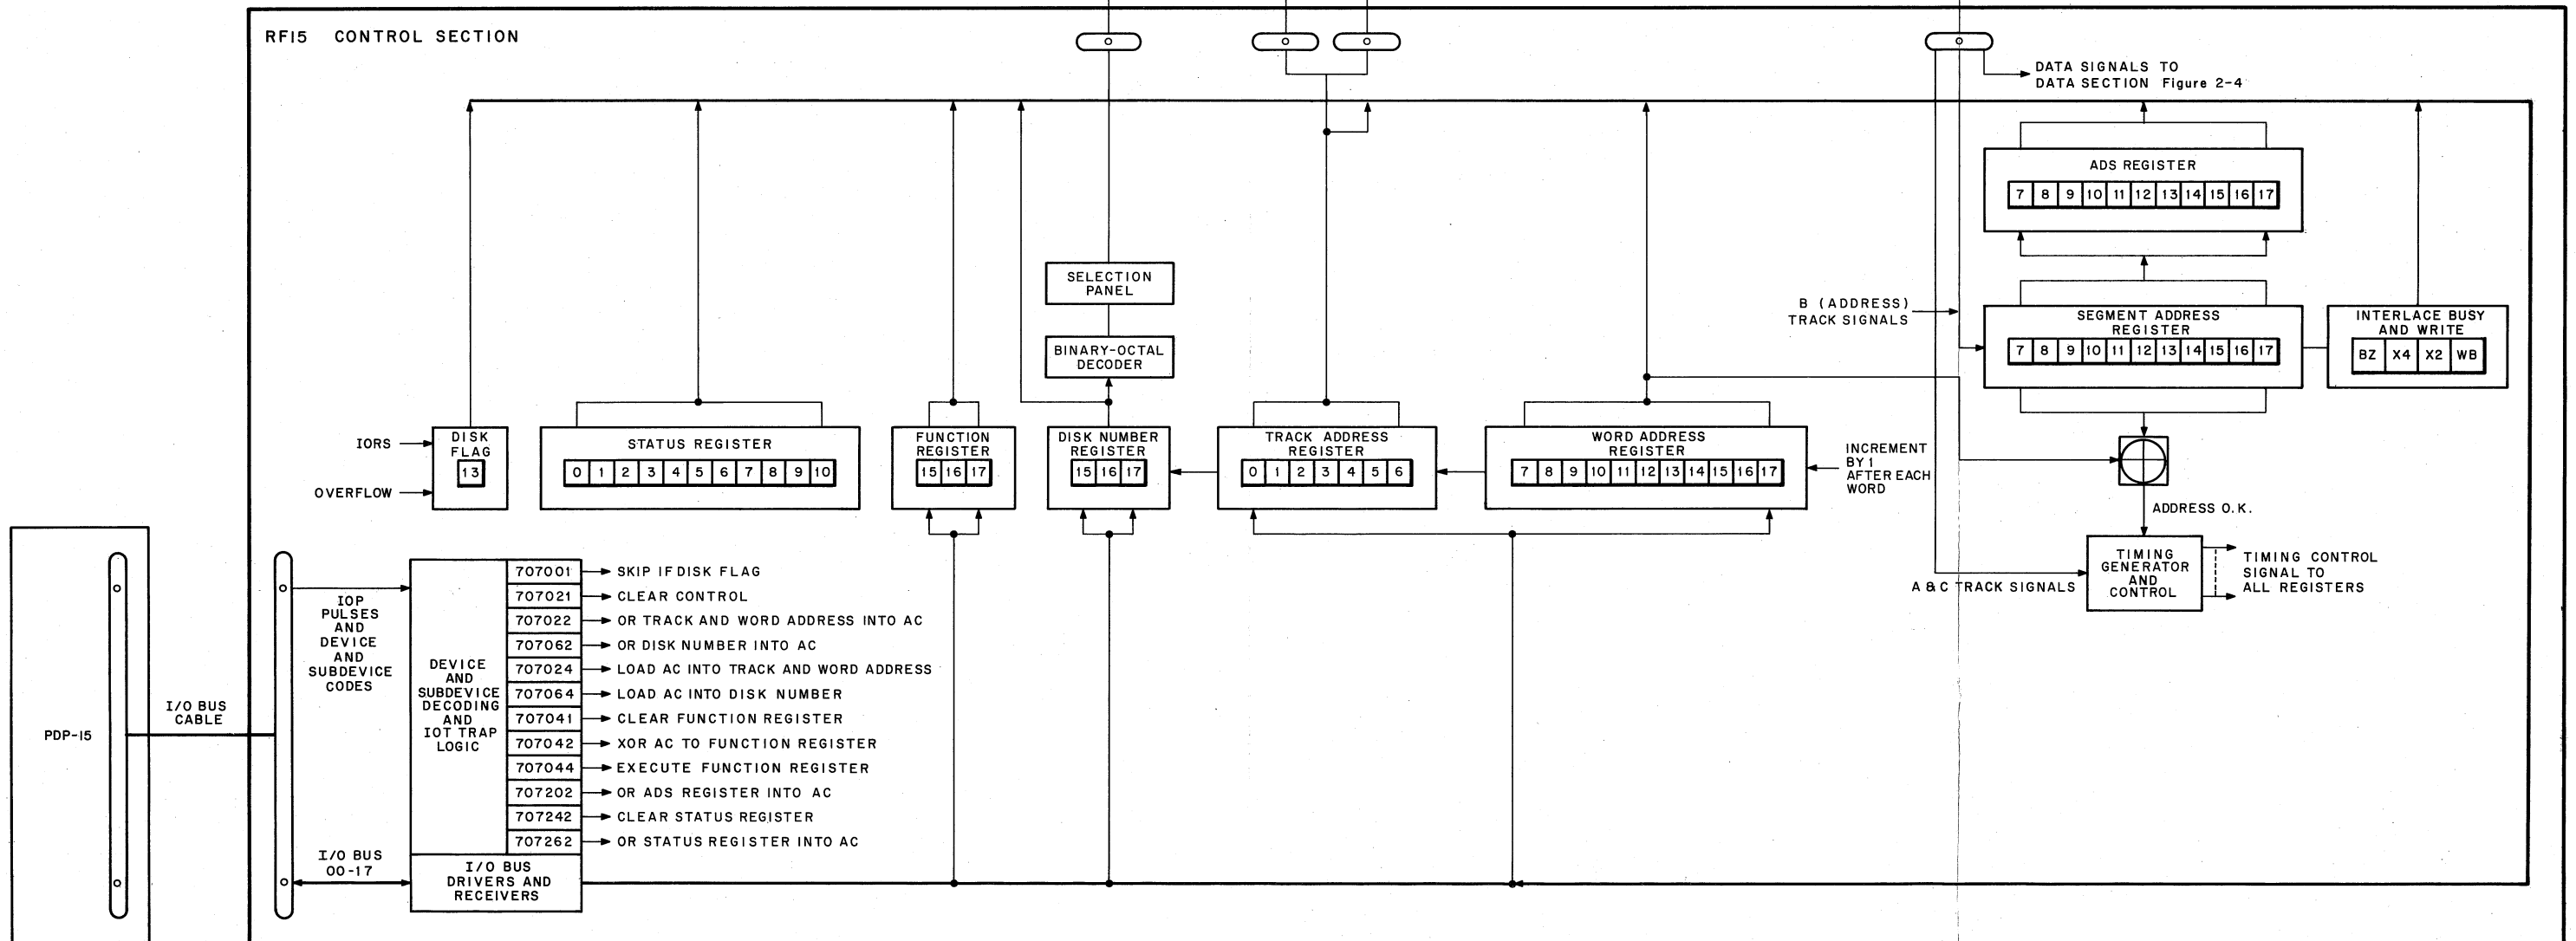 RF15 CONTROL SECTION
DATA SIGNALS TO
DATA SECTION Figure 2-4
ADS REGISTER
7 8 9 10 11 12 13 14 15 16 17
SELECTION
PANEL
BINARY-OCTAL
DECODER
B (ADDRESS)
TRACK SIGNALS
SEGMENT ADDRESS
REGISTER
7 8 9 10 11 12 13 14 15 16 17
INTERLACE BUSY
AND WRITE
BZ X4 X2 WB
IORS
OVERFLOW
DISK
FLAG
13
STATUS REGISTER
0 1 2 3 4 5 6 7 8 9 10
FUNCTION
REGISTER
15 16 17
DISK NUMBER
REGISTER
15 16 17
TRACK ADDRESS
REGISTER
0 1 2 3 4 5 6
WORD ADDRESS
REGISTER
7 8 9 10 11 12 13 14 15 16 17
INCREMENT
BY 1
AFTER EACH
WORD
ADDRESS O.K.
TIMING
GENERATOR
AND
CONTROL
A & C TRACK SIGNALS
TIMING CONTROL
SIGNAL TO
ALL REGISTERS
PDP-15
I/O BUS
CABLE
IOP
PULSES
AND
DEVICE
AND
SUBDEVICE
CODES
I/O BUS
00-17
DEVICE
AND
SUBDEVICE
DECODING
AND
IOT TRAP
LOGIC
707001 SKIP IF DISK FLAG
707021 CLEAR CONTROL
707022 OR TRACK AND WORD ADDRESS INTO AC
707062 OR DISK NUMBER INTO AC
707024 LOAD AC INTO TRACK AND WORD ADDRESS
707064 LOAD AC INTO DISK NUMBER
707041 CLEAR FUNCTION REGISTER
707042 XOR AC TO FUNCTION REGISTER
707044 EXECUTE FUNCTION REGISTER
707202 OR ADS REGISTER INTO AC
707242 CLEAR STATUS REGISTER
707262 OR STATUS REGISTER INTO AC
I/O BUS
DRIVERS AND
RECEIVERS